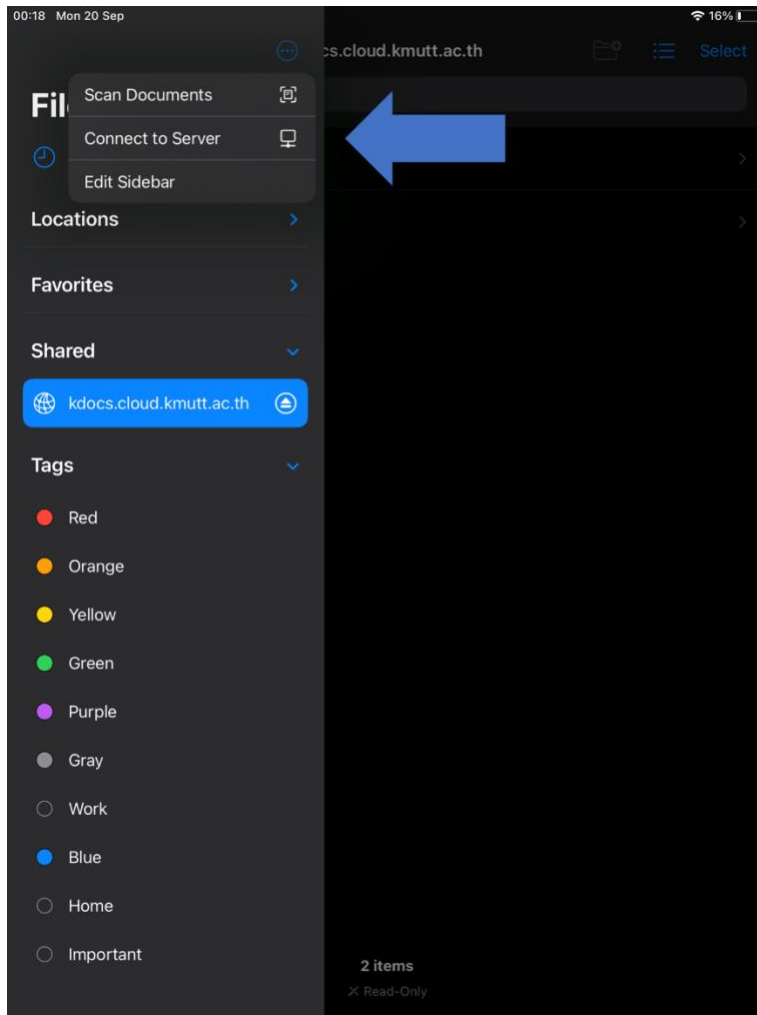 00:18 Mon 20 Sep
16%
cs.cloud.kmutt.ac.th
Select
Scan Documents
Fil
Connect to Server
Edit Sidebar
Locations
Favorites
Shared
kdocs.cloud.kmutt.ac.th
Tags
Red
Orange
Yellow
Green
Purple
Gray
Work
Blue
Home
Important
2 items
Read-Only